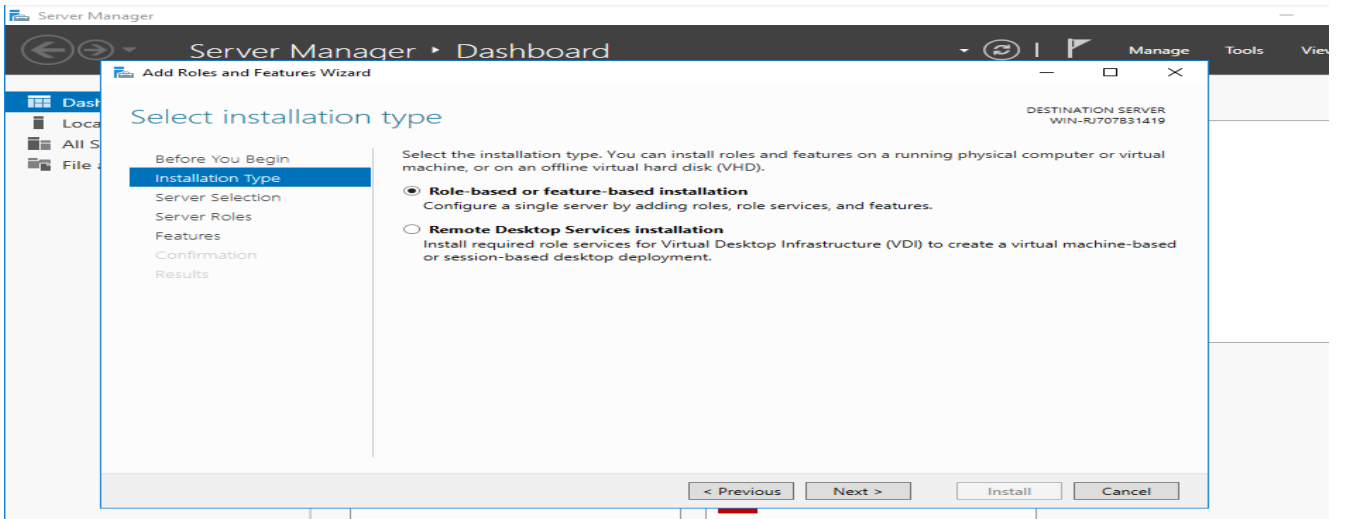 Server Manager
Server Manager • Dashboard
Manage Tools View
Add Roles and Features Wizard
Select installation type
DESTINATION SERVER
WIN-RJ707B31419
Before You Begin
Installation Type
Server Selection
Server Roles
Features
Confirmation
Results
Select the installation type. You can install roles and features on a running physical computer or virtual
machine, or on an offline virtual hard disk (VHD).
Role-based or feature-based installation
Configure a single server by adding roles, role services, and features.
Remote Desktop Services installation
Install required role services for Virtual Desktop Infrastructure (VDI) to create a virtual machine-based
or session-based desktop deployment.
Dash
Loca
All S
File a
< Previous
Next >
Install
Cancel